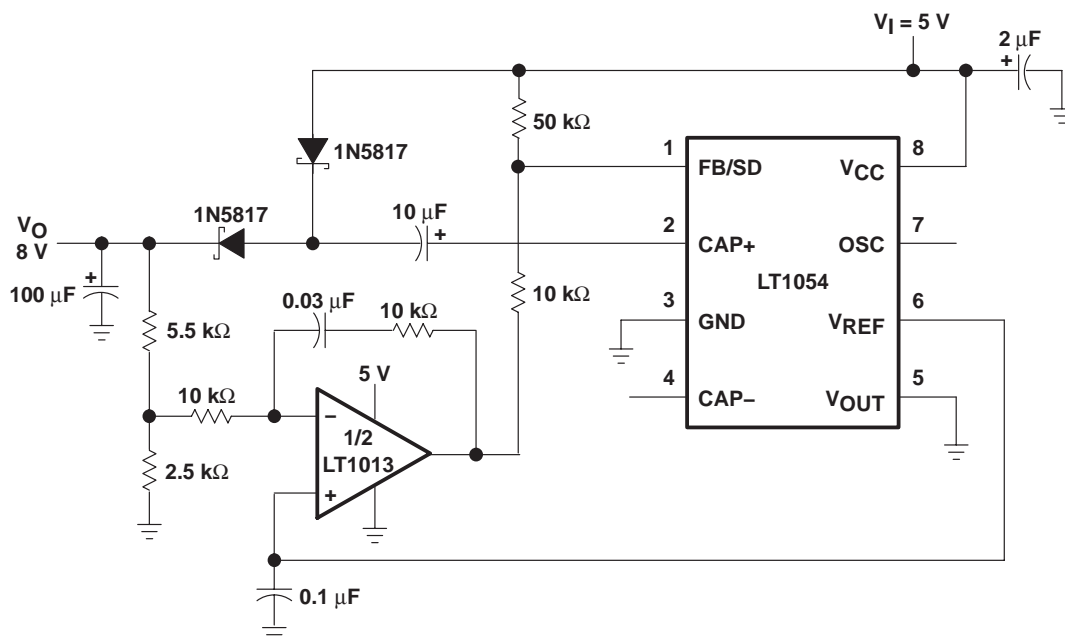 V_I = 5 V
2 μF
+
50 kΩ
1N5817
1
FB/SD
8
V_CC
1N5817
10 μF
+
V_O
8 V
2
CAP+
7
OSC
LT1054
+
100 μF
0.03 μF
10 kΩ
10 kΩ
3
GND
6
V_REF
5.5 kΩ
5 V
10 kΩ
4
CAP−
5
V_OUT
−
1/2
LT1013
+
2.5 kΩ
0.1 μF